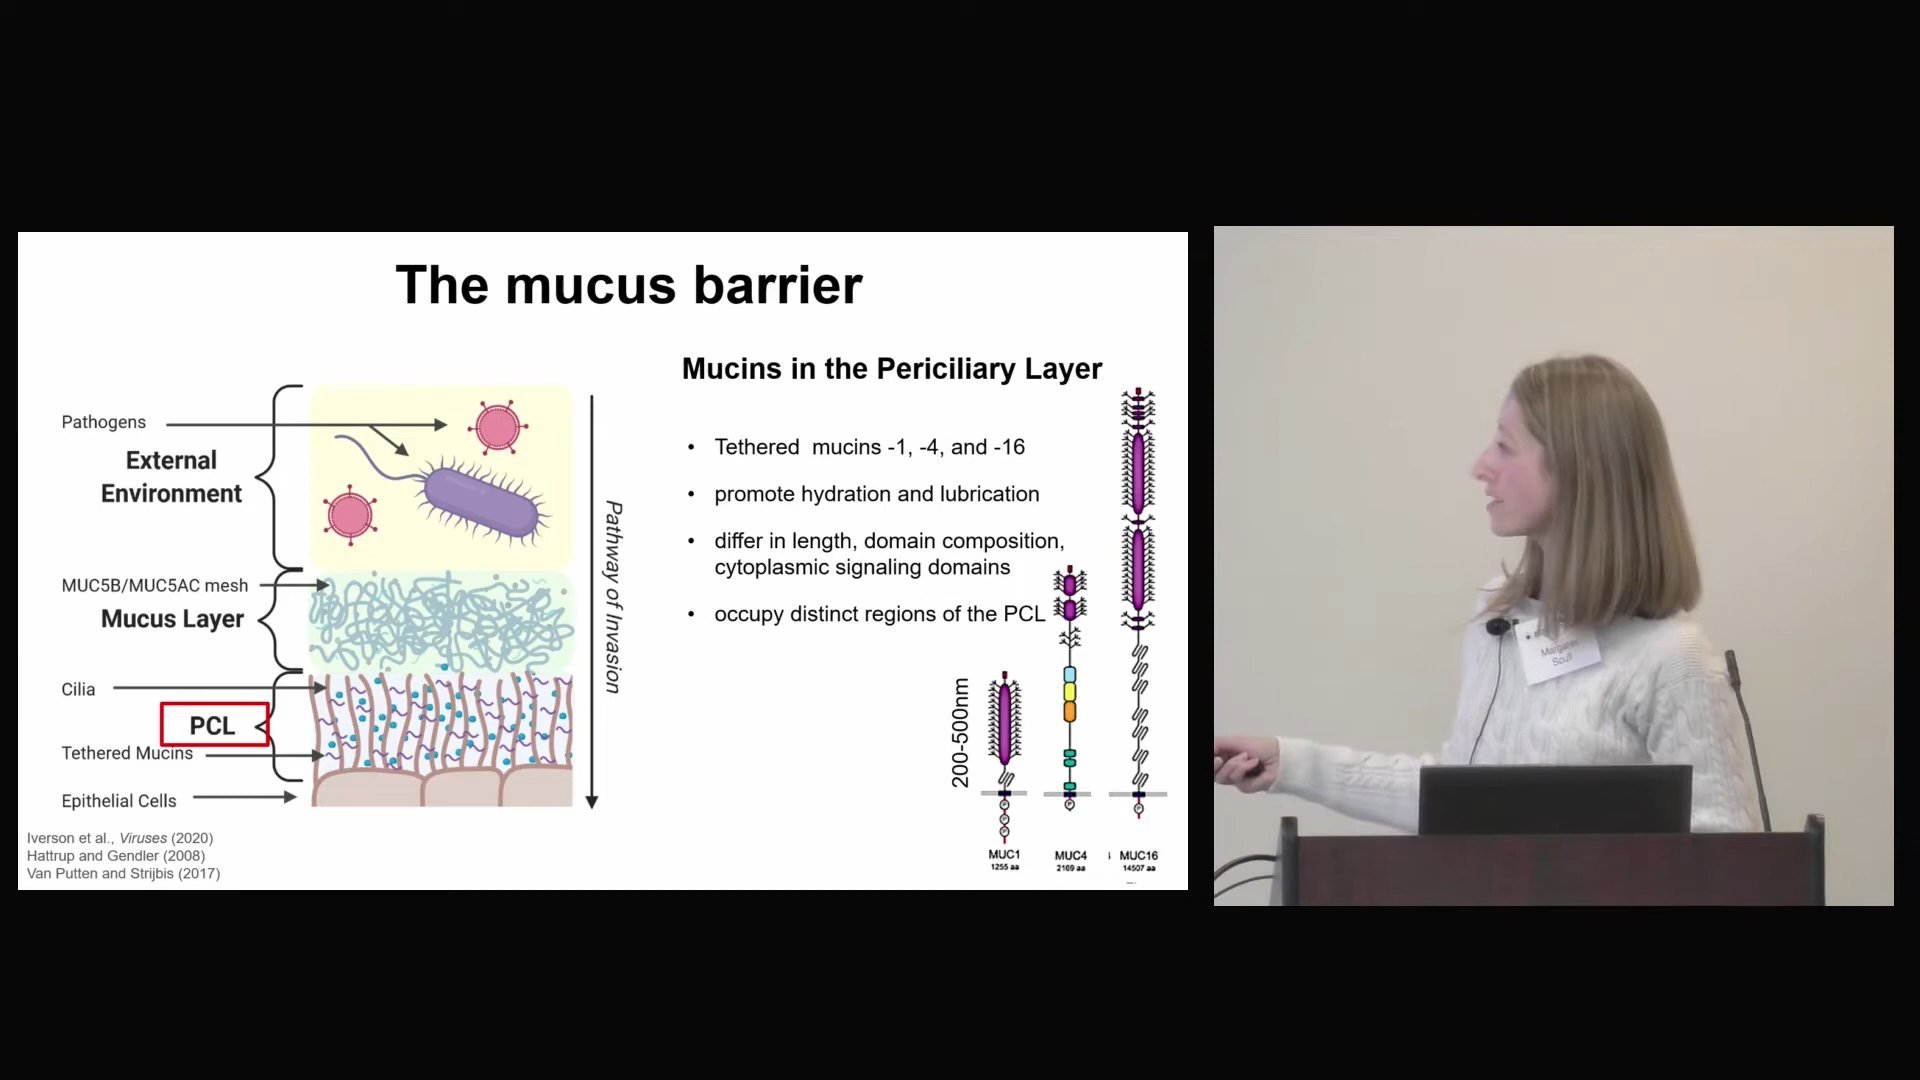 The mucus barrier
Pathogens
External
Environment
MUC5B/MUC5AC mesh
Mucus Layer
Cilia
PCL
Tethered Mucins
Epithelial Cells
Pathway of Invasion
Iverson et al., Viruses (2020)
Hattrup and Gendler (2008)
Van Putten and Strijbis (2017)
Mucins in the Periciliary Layer
• Tethered mucins -1, -4, and -16
• promote hydration and lubrication
• differ in length, domain composition,
cytoplasmic signaling domains
• occupy distinct regions of the PCL
200-500nm
MUC1
1255 aa
MUC4
2169 aa
MUC16
14507 aa
Margaret
Scull